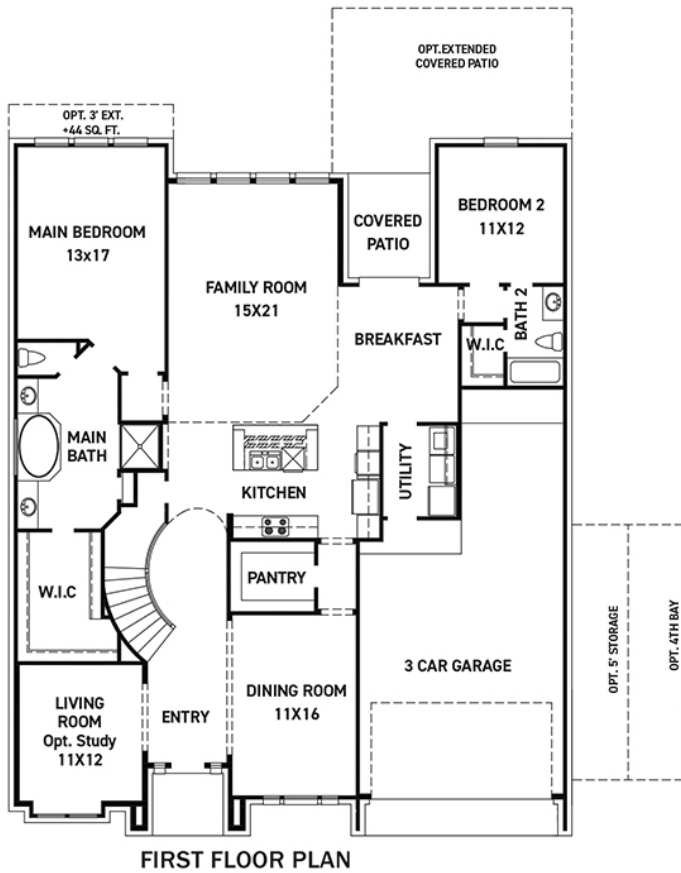 OPT.EXTENDED
COVERED PATIO
OPT. 3' EXT.
+44 SQ. FT.
MAIN BEDROOM
13x17
FAMILY ROOM
15X21
COVERED
PATIO
BEDROOM 2
11X12
BREAKFAST
BATH 2
W.I.C
MAIN
BATH
KITCHEN
UTILITY
PANTRY
W.I.C
LIVING
ROOM
Opt. Study
11X12
ENTRY
DINING ROOM
11X16
3 CAR GARAGE
OPT. 5' STORAGE
OPT. 4TH BAY
FIRST FLOOR PLAN